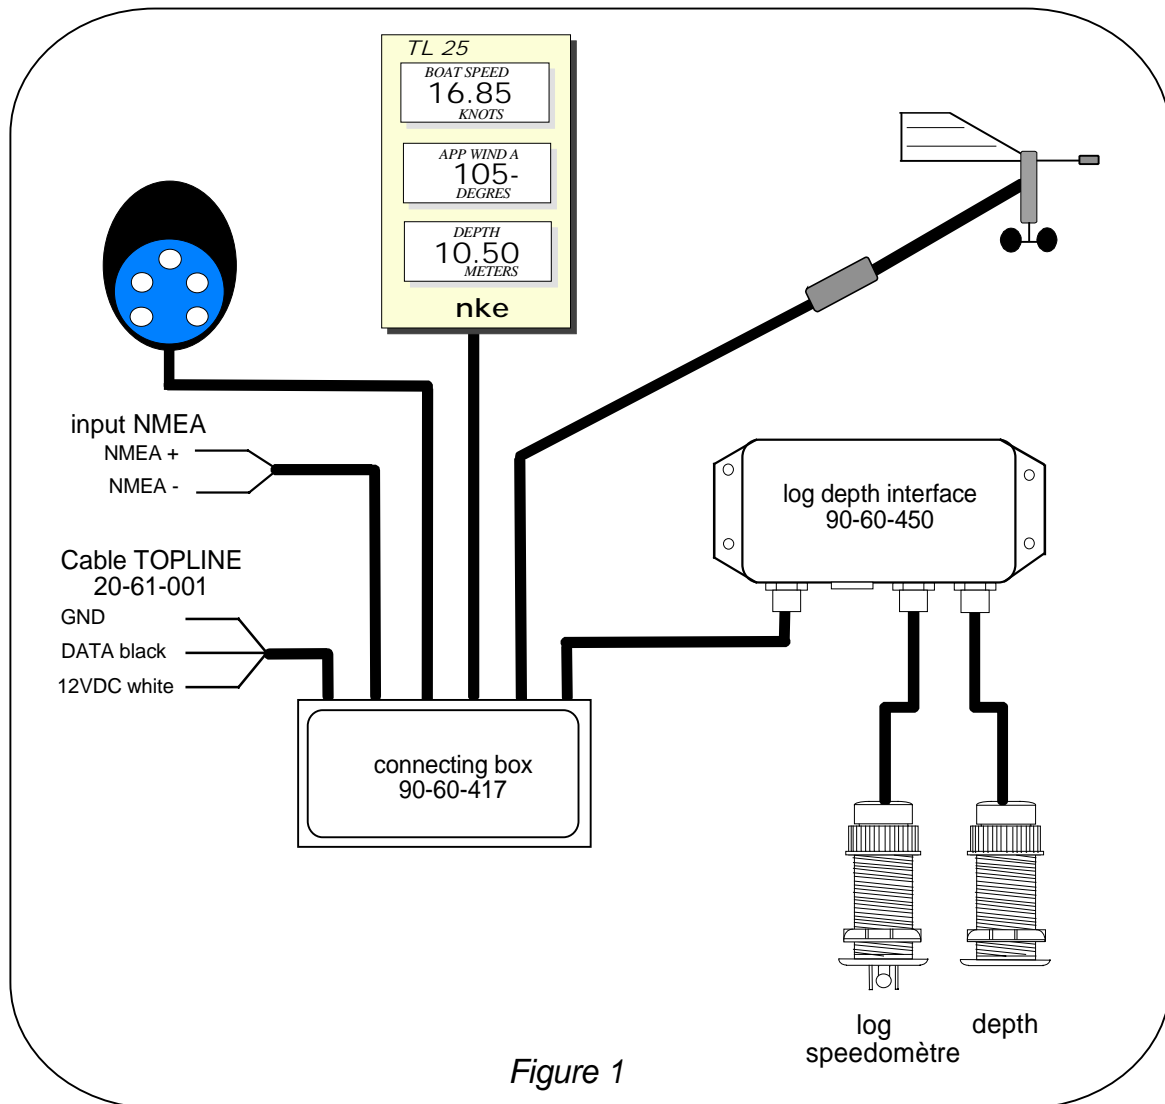 TL 25
BOAT SPEED
16.85
KNOTS
APP WIND A
105-
DEGRES
DEPTH
10.50
METERS
nke
input NMEA
NMEA +
NMEA -
Cable TOPLINE
20-61-001
GND
DATA black
12VDC white
log depth interface
90-60-450
connecting box
90-60-417
log
speedomètre
depth
Figure 1